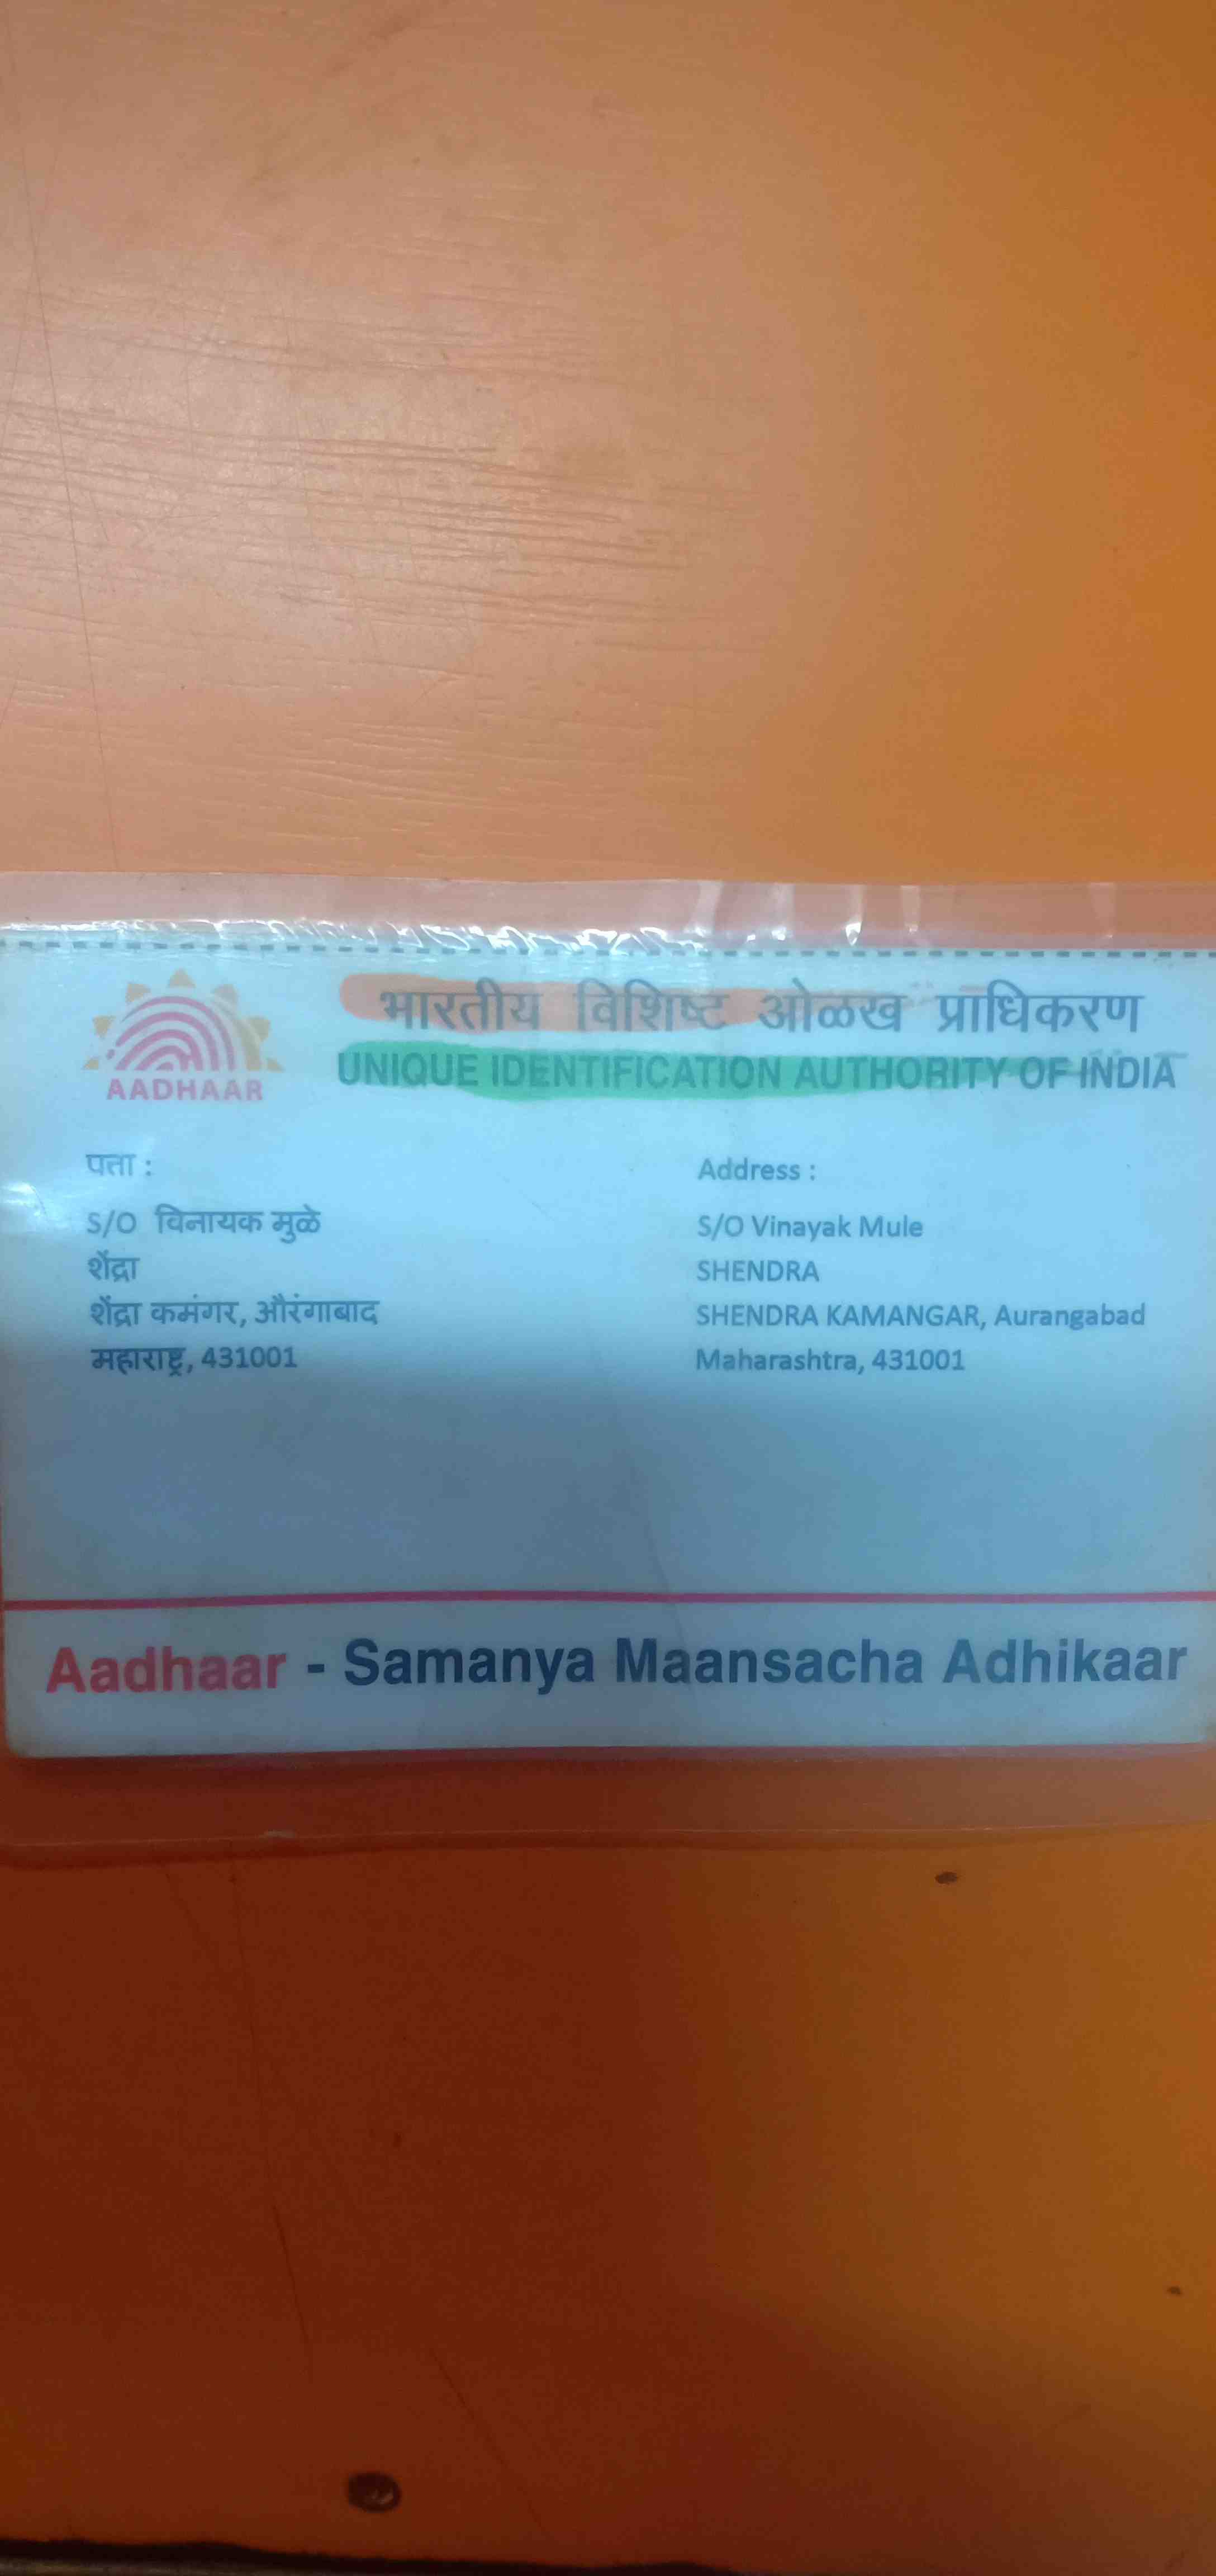 भारतीय विशिष्ट ओळख प्राधिकरण
UNIQUE IDENTIFICATION AUTHORITY OF INDIA
AADHAAR
पत्ता :
S/O विनायक मुळे
शेंद्रा
शेंद्रा कमंगर, औरंगाबाद
महाराष्ट्र, 431001
Address :
S/O Vinayak Mule
SHENDRA
SHENDRA KAMANGAR, Aurangabad
Maharashtra, 431001
Aadhaar - Samanya Maansacha Adhikaar